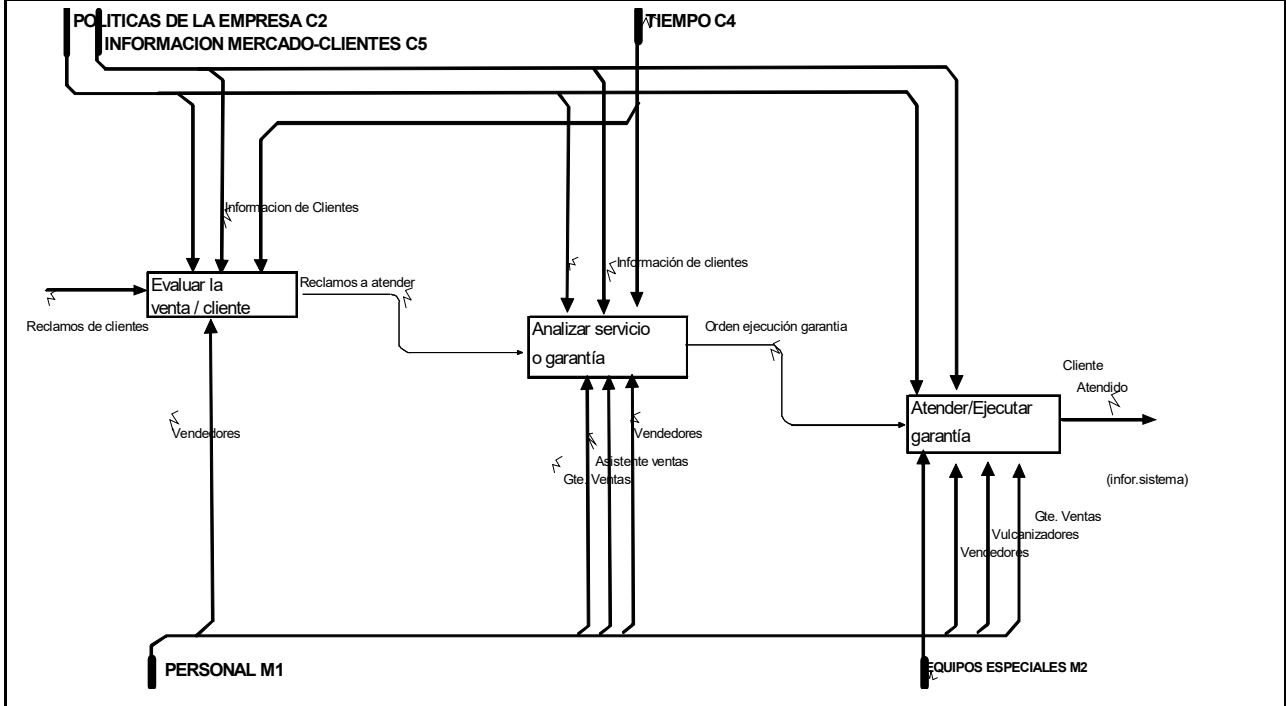 POLITICAS DE LA EMPRESA C2
INFORMACION MERCADO-CLIENTES C5
TIEMPO C4
Informacion de Clientes
Evaluar la
venta / cliente
Reclamos de clientes
Reclamos a atender
Información de clientes
Analizar servicio
o garantía
Orden ejecución garantia
Cliente
Atendido
Atender/Ejecutar
garantía
(infor.sistema)
Vendedores
Vendedores
Asistente ventas
Gte. Ventas
Gte. Ventas
Vulcanizadores
Vendedores
PERSONAL M1
EQUIPOS ESPECIALES M2